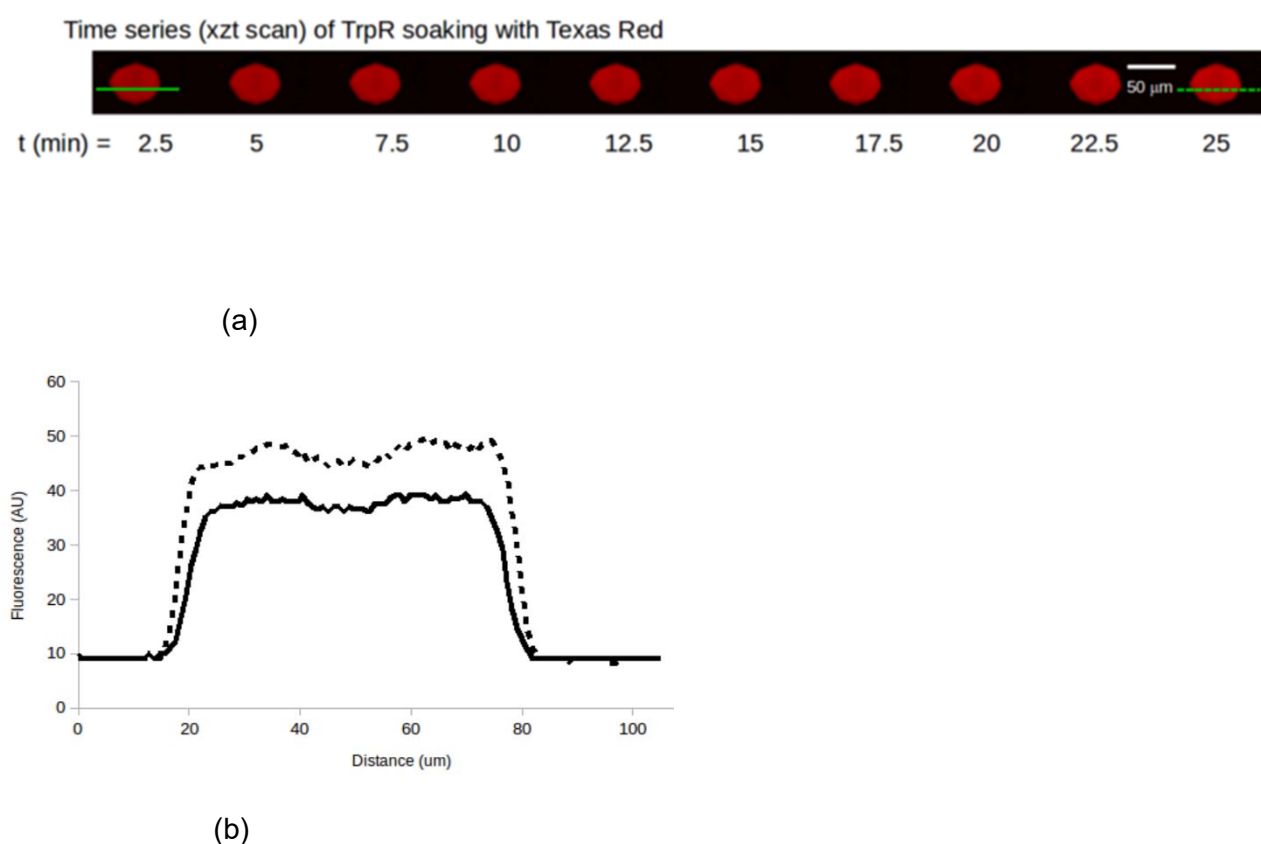 Time series (xzt scan) of TrpR soaking with Texas Red
50 μm
t (min) = 2.5 5 7.5 10 12.5 15 17.5 20 22.5 25
(a)
60
50
40
30
20
10
0
Fluorescence (AU)
0 20 40 60 80 100
Distance (um)
(b)